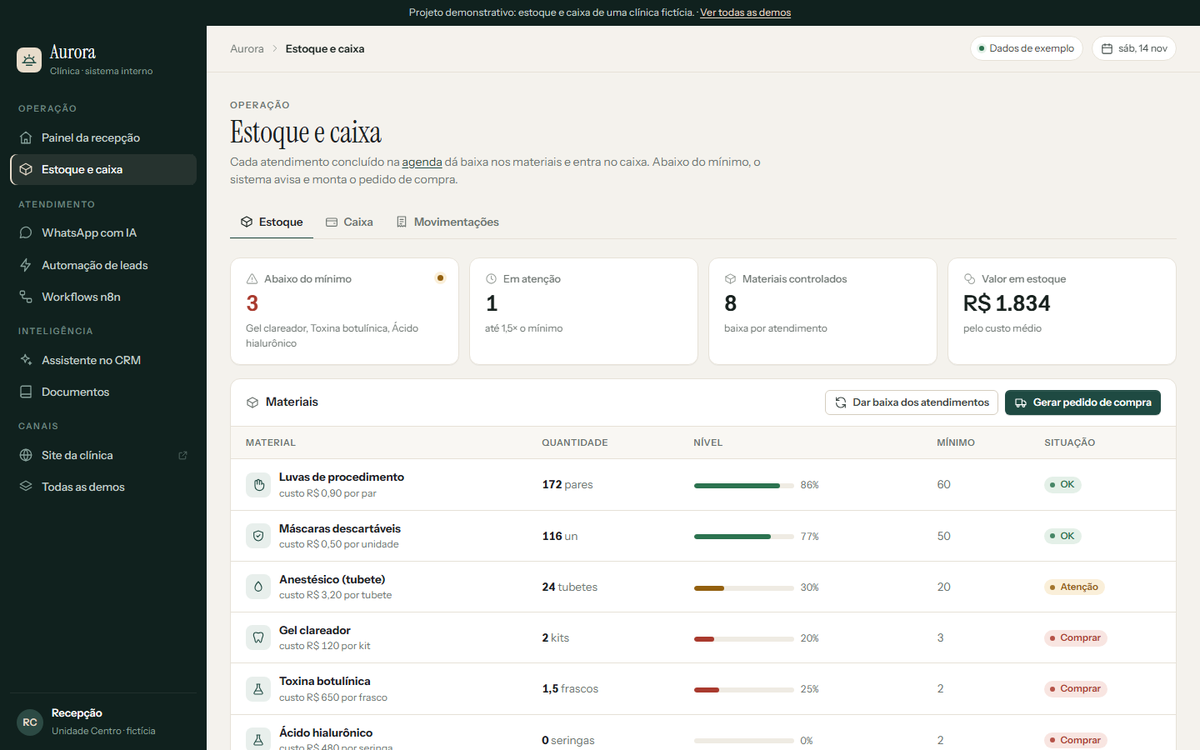 Projeto demonstrativo: estoque e caixa de uma clínica fictícia. · Ver todas as demos
Aurora
Clínica · sistema interno
OPERAÇÃO
Painel da recepção
Estoque e caixa
ATENDIMENTO
WhatsApp com IA
Automação de leads
Workflows n8n
INTELIGÊNCIA
Assistente no CRM
Documentos
CANAIS
Site da clínica
Todas as demos
RC
Recepção
Unidade Centro · fictícia
Aurora
Estoque e caixa
Dados de exemplo
sáb, 14 nov
OPERAÇÃO
Estoque e caixa
Cada atendimento concluído na agenda dá baixa nos materiais e entra no caixa. Abaixo do mínimo, o
sistema avisa e monta o pedido de compra.
Estoque
Caixa
Movimentações
Abaixo do mínimo
3
Gel clareador, Toxina botulínica, Ácido
hialurônico
Em atenção
1
até 1,5× o mínimo
Materiais controlados
8
baixa por atendimento
Valor em estoque
R$ 1.834
pelo custo médio
Materiais
Dar baixa dos atendimentos
Gerar pedido de compra
MATERIAL QUANTIDADE NÍVEL MÍNIMO SITUAÇÃO
Luvas de procedimento
custo R$ 0,90 por par
172 pares
86%
60
OK
Máscaras descartáveis
custo R$ 0,50 por unidade
116 un
77%
50
OK
Anestésico (tubete)
custo R$ 3,20 por tubete
24 tubetes
30%
20
Atenção
Gel clareador
custo R$ 120 por kit
2 kits
20%
3
Comprar
Toxina botulínica
custo R$ 650 por frasco
1,5 frascos
25%
2
Comprar
Ácido hialurônico
custo R$ 480 por seringa
0 seringas
0%
2
Comprar